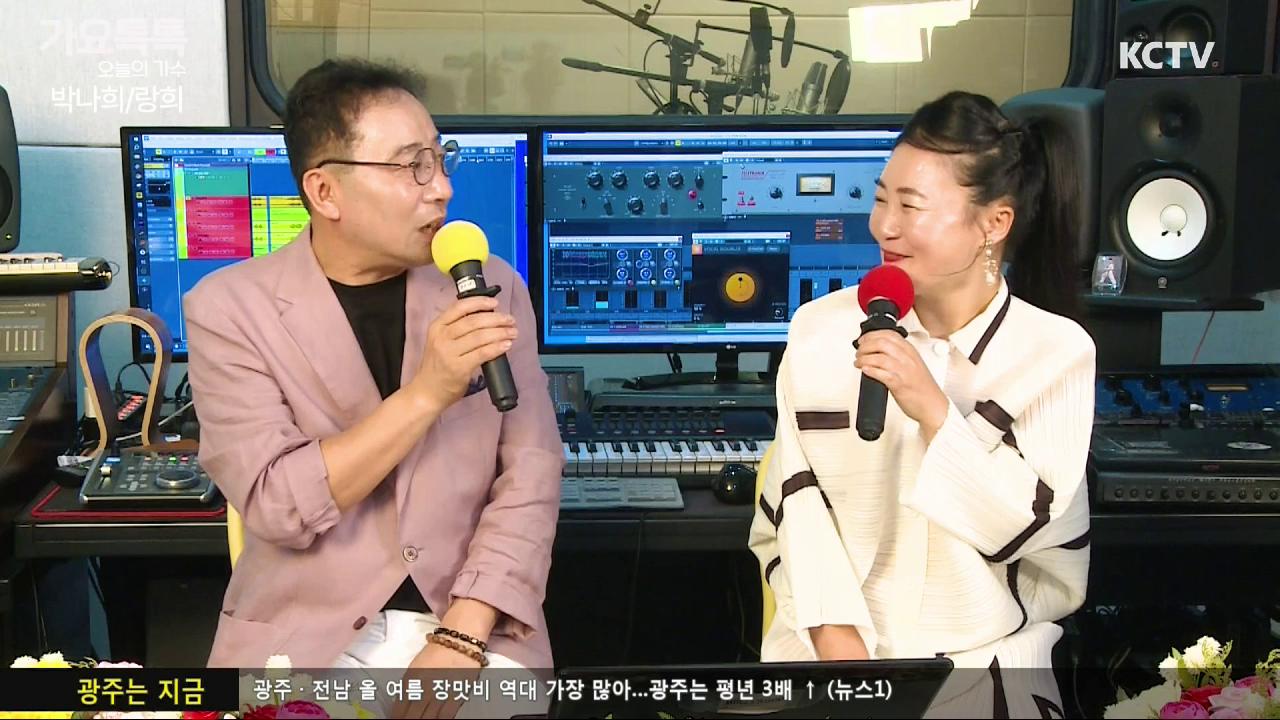 가요톡톡
오늘의 가수
박나희/랑희
KCTV
광주는 지금
광주·전남 올 여름 장맛비 역대 가장 많아...광주는 평년 3배 ↑ (뉴스1)